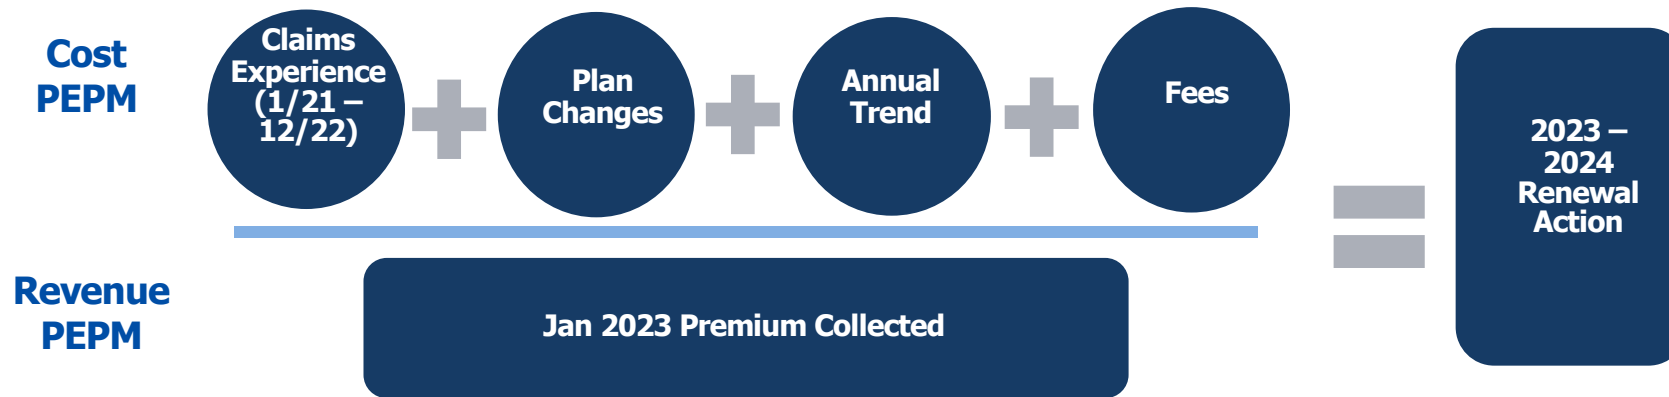 Cost
PEPM
Claims
Experience
(1/21 –
12/22)
Plan
Changes
Annual
Trend
Fees
2023 –
2024
Renewal
Action
Revenue
PEPM
Jan 2023 Premium Collected